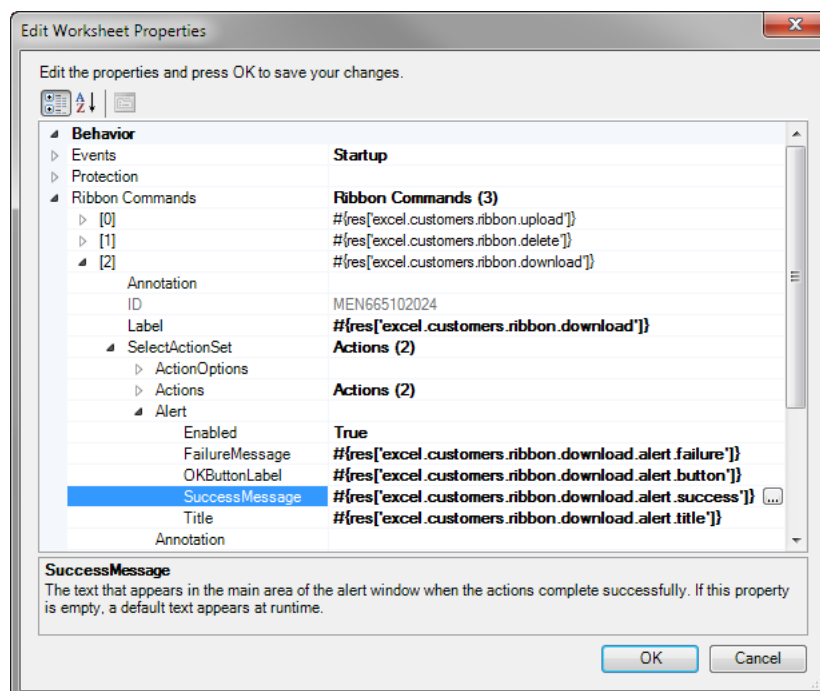 Edit Worksheet Properties
Edit the properties and press OK to save your changes.
Behavior
Events Startup
Protection
Ribbon Commands Ribbon Commands (3)
[0] #{res['excel.customers.ribbon.upload']}
[1] #{res['excel.customers.ribbon.delete']}
[2] #{res['excel.customers.ribbon.download']}
Annotation
ID MEN665102024
Label #{res['excel.customers.ribbon.download']}
SelectActionSet Actions (2)
ActionOptions
Actions Actions (2)
Alert
Enabled True
FailureMessage #{res['excel.customers.ribbon.download.alert.failure']}
OKButtonLabel #{res['excel.customers.ribbon.download.alert.button']}
SuccessMessage #{res['excel.customers.ribbon.download.alert.success']} ...
Title #{res['excel.customers.ribbon.download.alert.title']}
Annotation
SuccessMessage
The text that appears in the main area of the alert window when the actions complete successfully. If this property
is empty, a default text appears at runtime.
OK Cancel